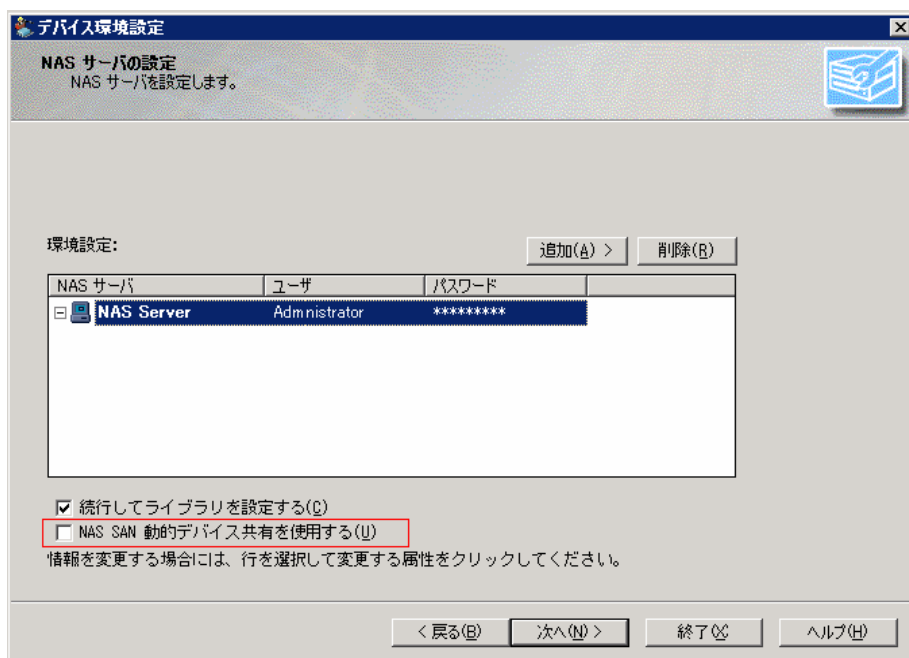 デバイス環境設定
NAS サーバの設定
NAS サーバを設定します。
環境設定:
追加(A) >
削除(R)
NAS サーバ ユーザ パスワード
NAS Server Admnistrator *********
続行してライブラリを設定する(C)
NAS SAN 動的デバイス共有を使用する(U)
情報を変更する場合には、行を選択して変更する属性をクリックしてください。
< 戻る(B)
次へ(N) >
終了(X
ヘルプ(H)